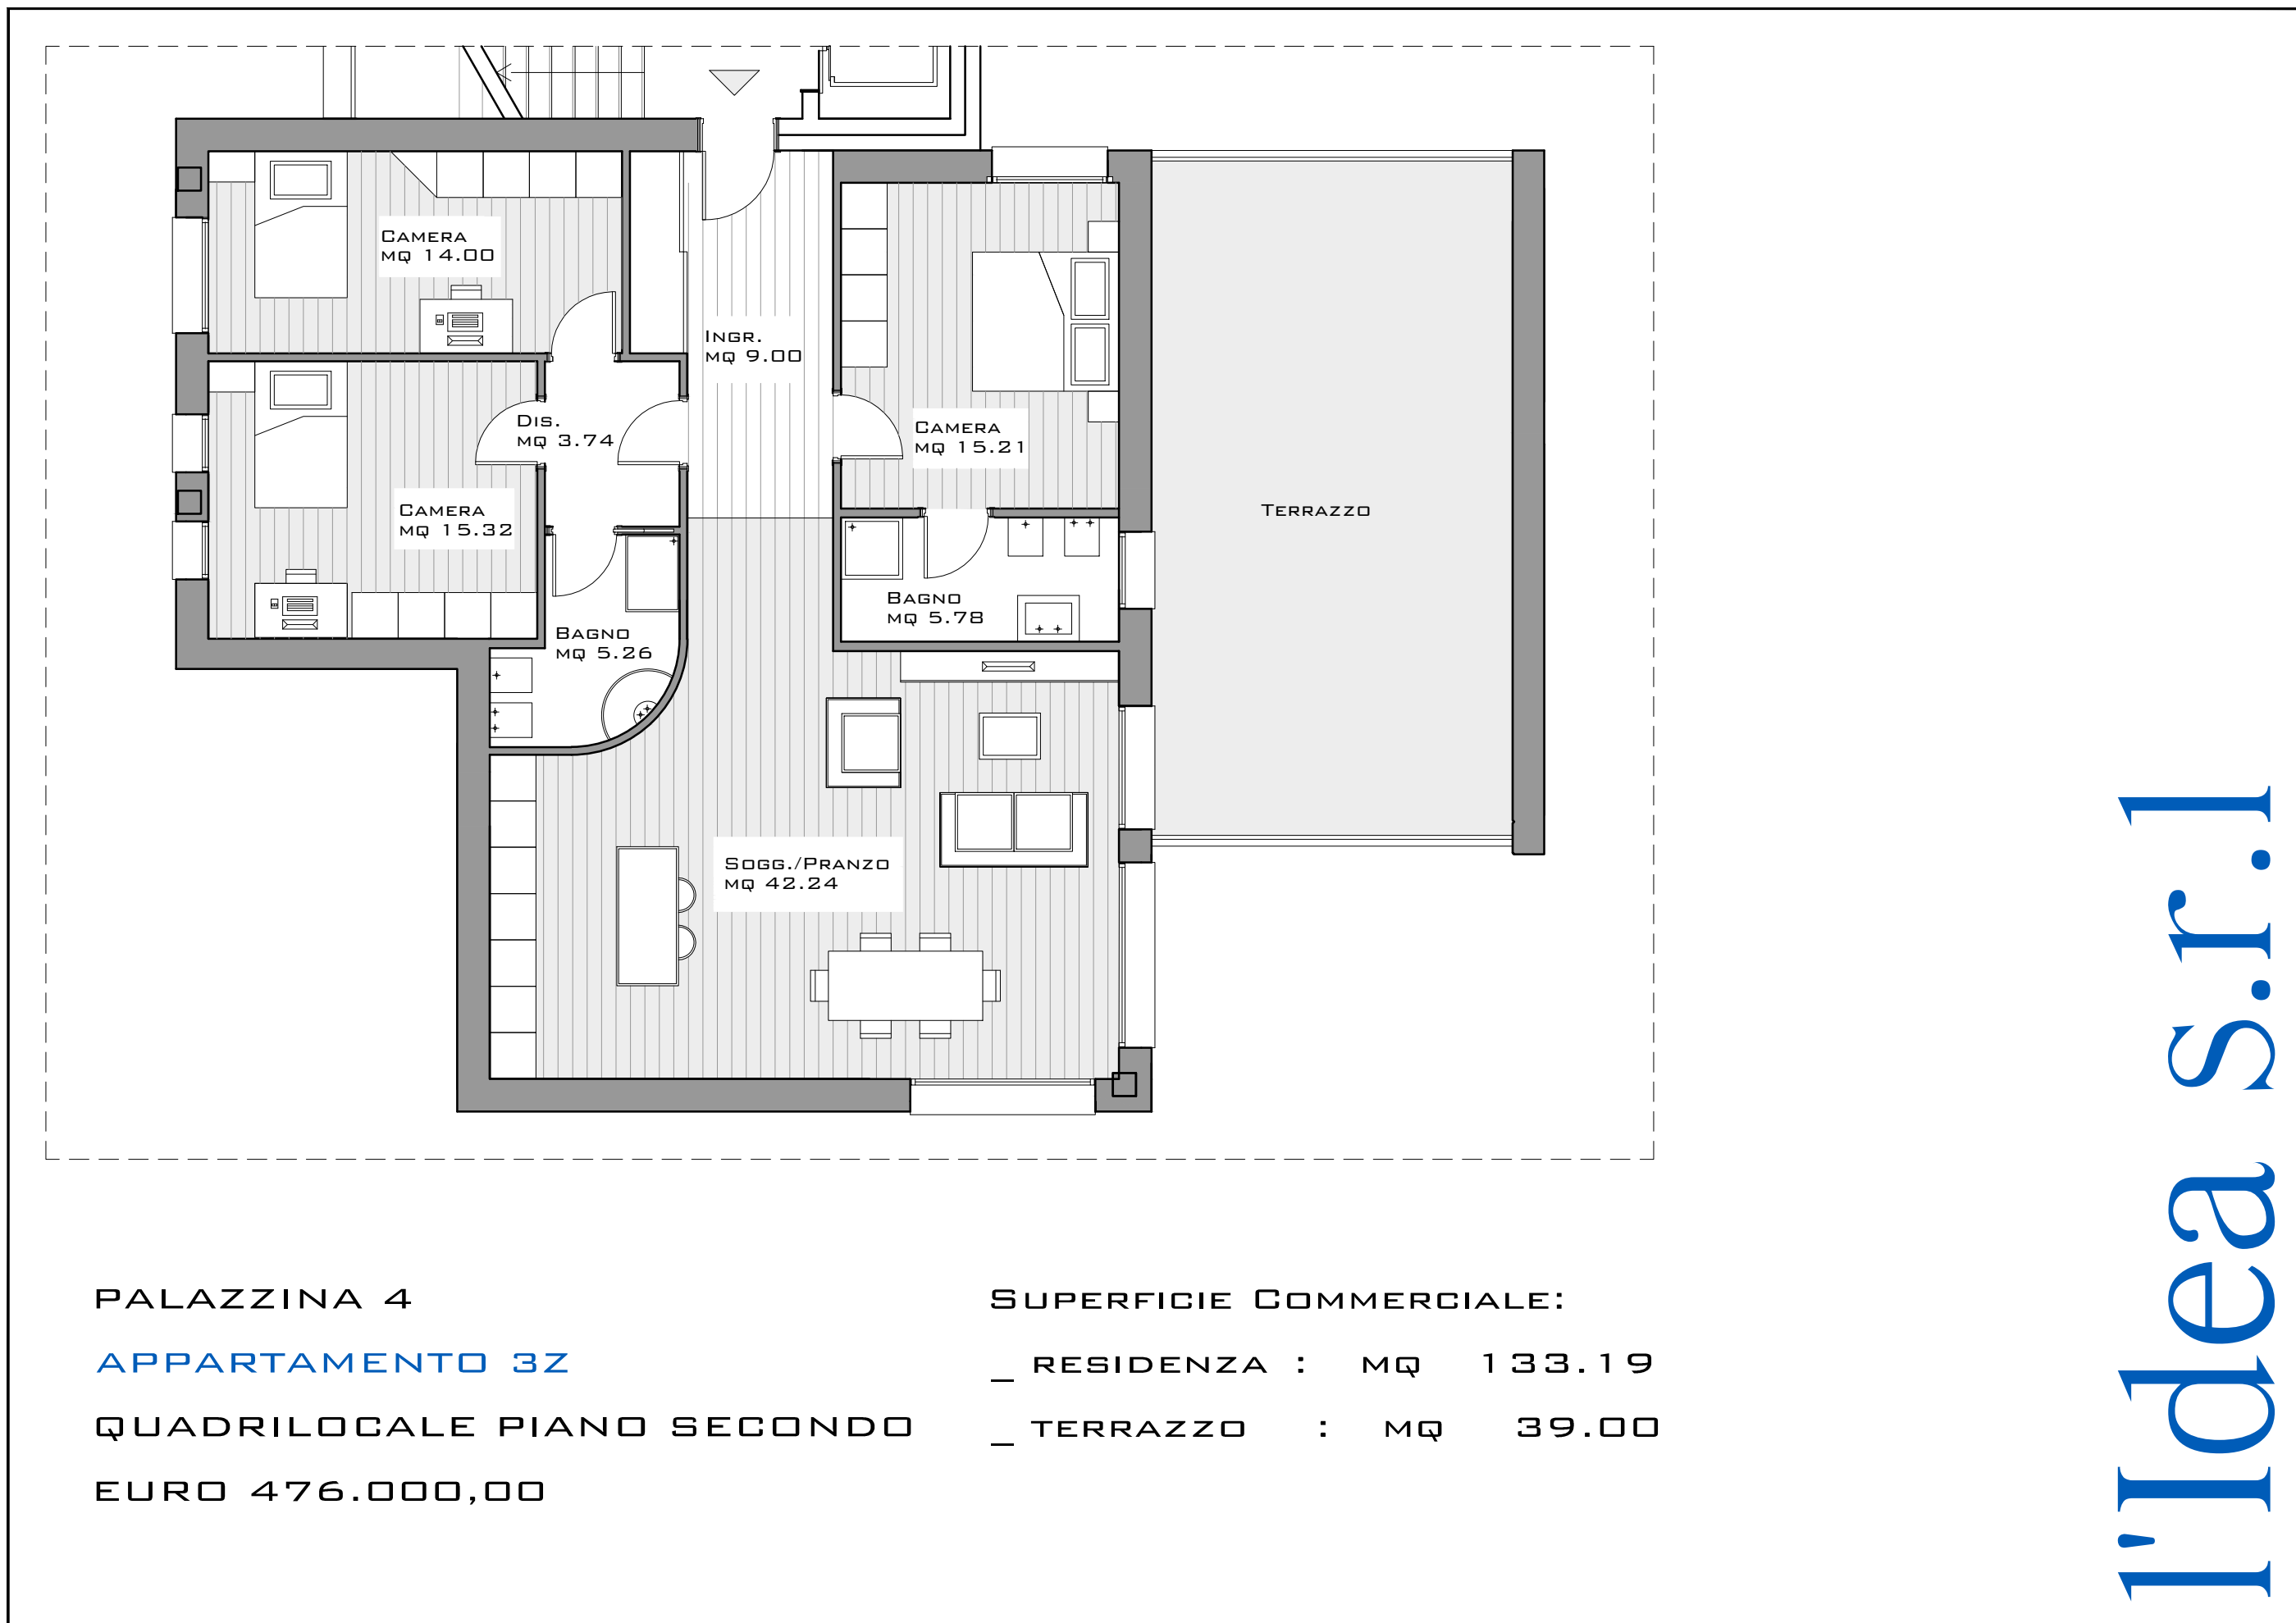 CAMERA
MQ 14.00
INGR.
MQ 9.00
DIS.
MQ 3.74
CAMERA
MQ 15.21
CAMERA
MQ 15.32
TERRAZZO
BAGNO
MQ 5.78
BAGNO
MQ 5.26
SOGG./PRANZO
MQ 42.24
PALAZZINA 4
APPARTAMENTO 3Z
QUADRILOCALE PIANO SECONDO
EURO 476.000,00
SUPERFICIE COMMERCIALE:
_ RESIDENZA : MQ 133.19
_ TERRAZZO : MQ 39.00
l'Idea s.r.l